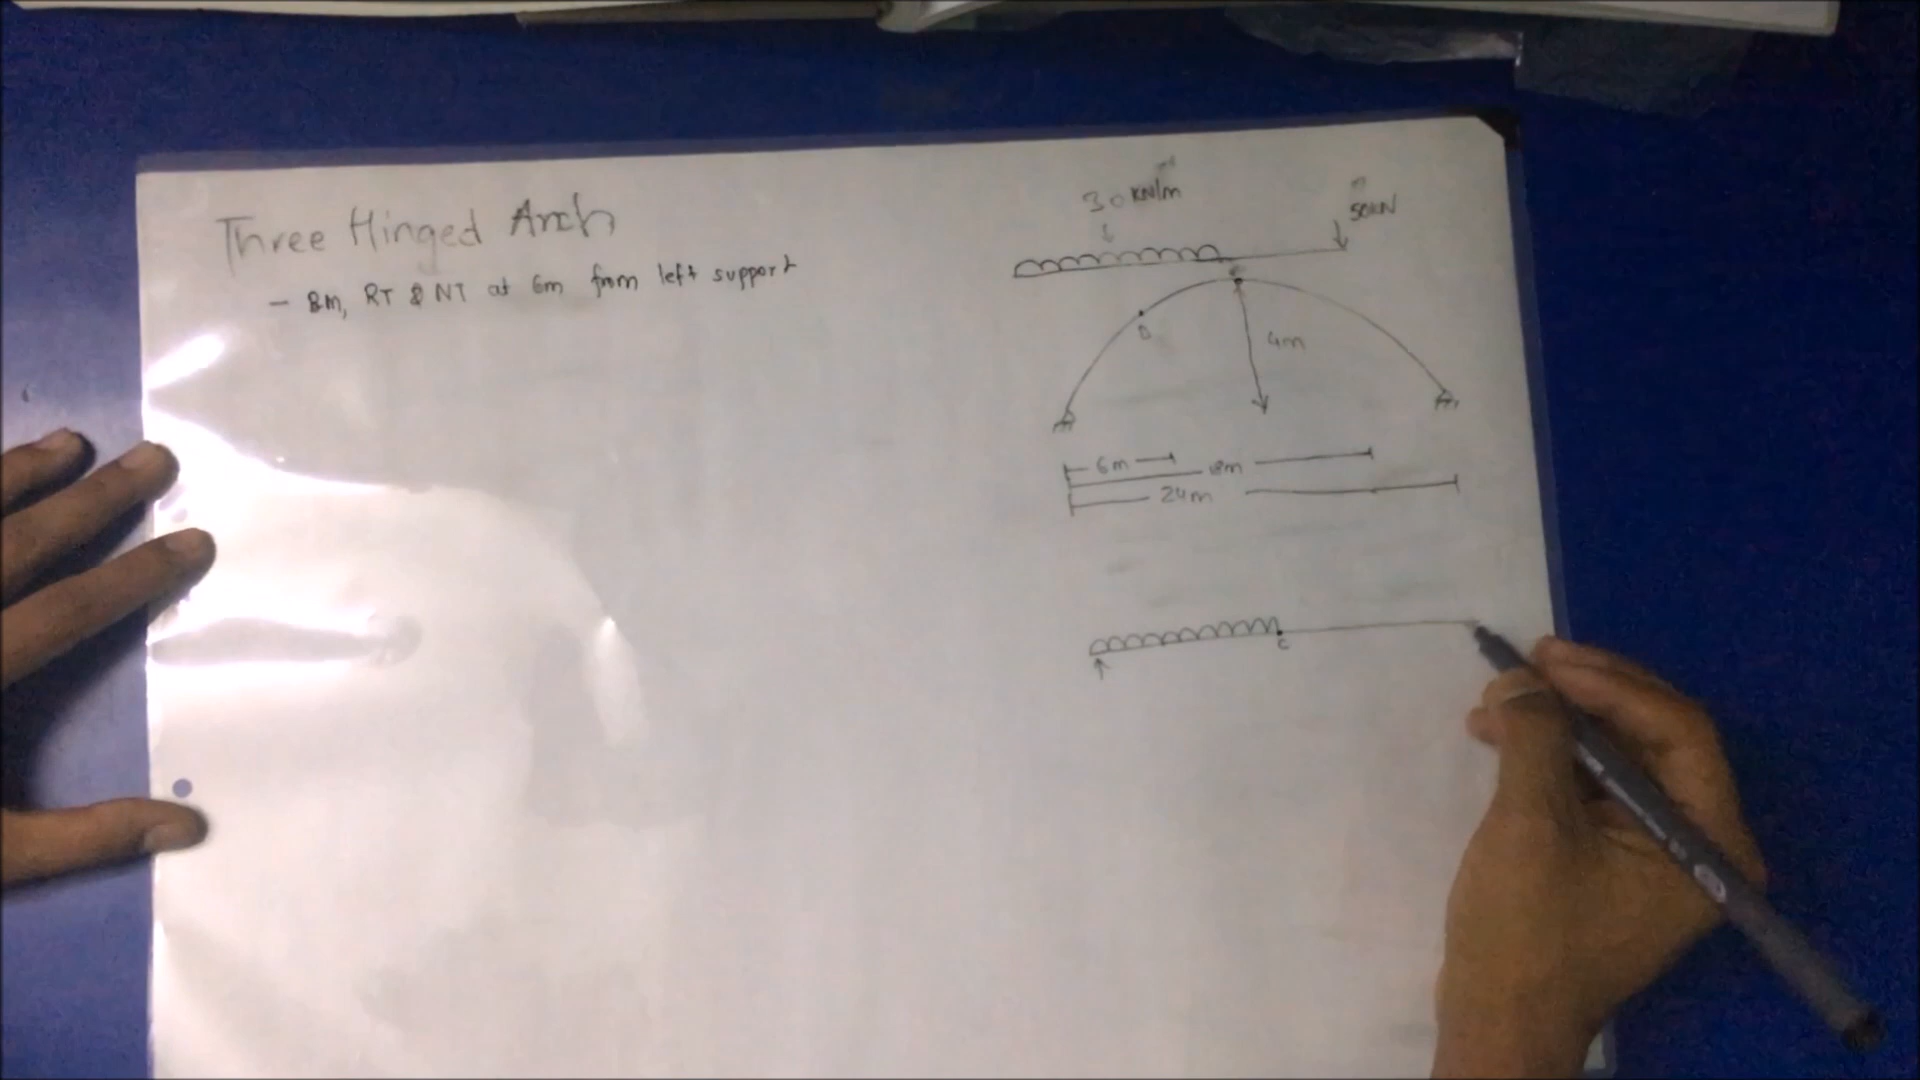 Three Hinged Arch
- BM, RT & NT at 6m from left support
30 KN/m
50KN
C
D
4m
6m
18m
24m
C